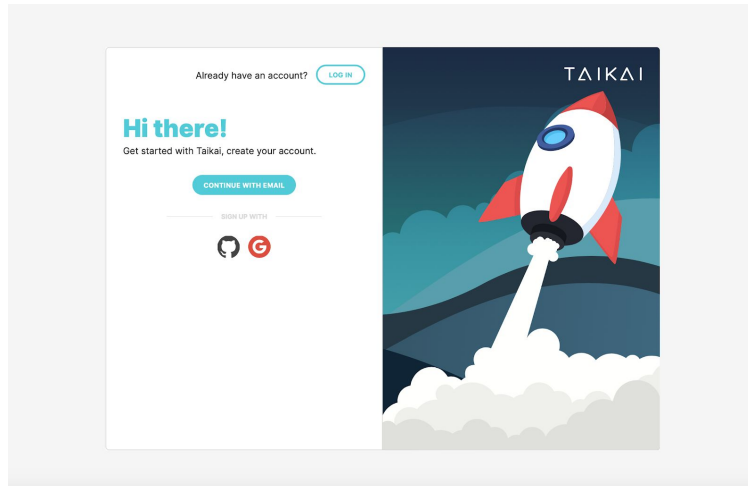 Already have an account? LOG IN
Hi there!
Get started with Taikai, create your account.
CONTINUE WITH EMAIL
SIGN UP WITH
G
TAIKAI